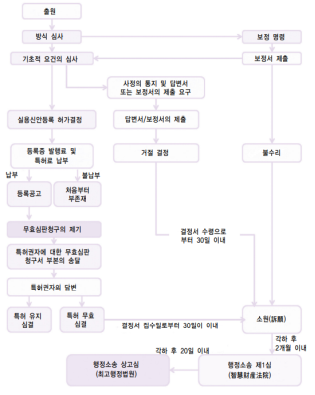 출원
방식 심사
보정 명령
기초적 요건의 심사
보정서 제출
사정의 통지 및 답변서
또는 보정서의 제출 요구
실용신안등록 허가결정
답변서/보정서의 제출
등록증 발행료 및
특허료 납부
거절 결정
불수리
납부
불납부
등록공고
처음부터
부존재
무효심판청구의 제기
결정서 수령으로
부터 30일 이내
특허권자에 대한 무효심판
청구서 부본의 송달
특허권자의 답변
특허 유지
심결
특허 무효
심결
결정서 접수일로부터 30일이 이내
소원(訴願)
각하 후
2개월 이내
각하 후 20일 이내
행정소송 상고심
(최고행정법원)
행정소송 제1심
(智慧財產法院)